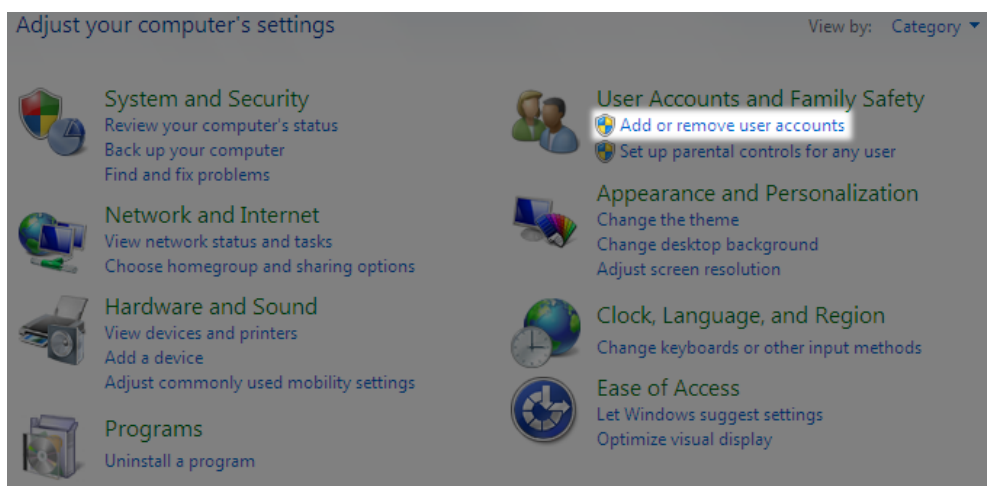 Adjust your computer's settings
View by: Category
System and Security
Review your computer's status
Back up your computer
Find and fix problems
Network and Internet
View network status and tasks
Choose homegroup and sharing options
Hardware and Sound
View devices and printers
Add a device
Adjust commonly used mobility settings
Programs
Uninstall a program
User Accounts and Family Safety
Add or remove user accounts
Set up parental controls for any user
Appearance and Personalization
Change the theme
Change desktop background
Adjust screen resolution
Clock, Language, and Region
Change keyboards or other input methods
Ease of Access
Let Windows suggest settings
Optimize visual display